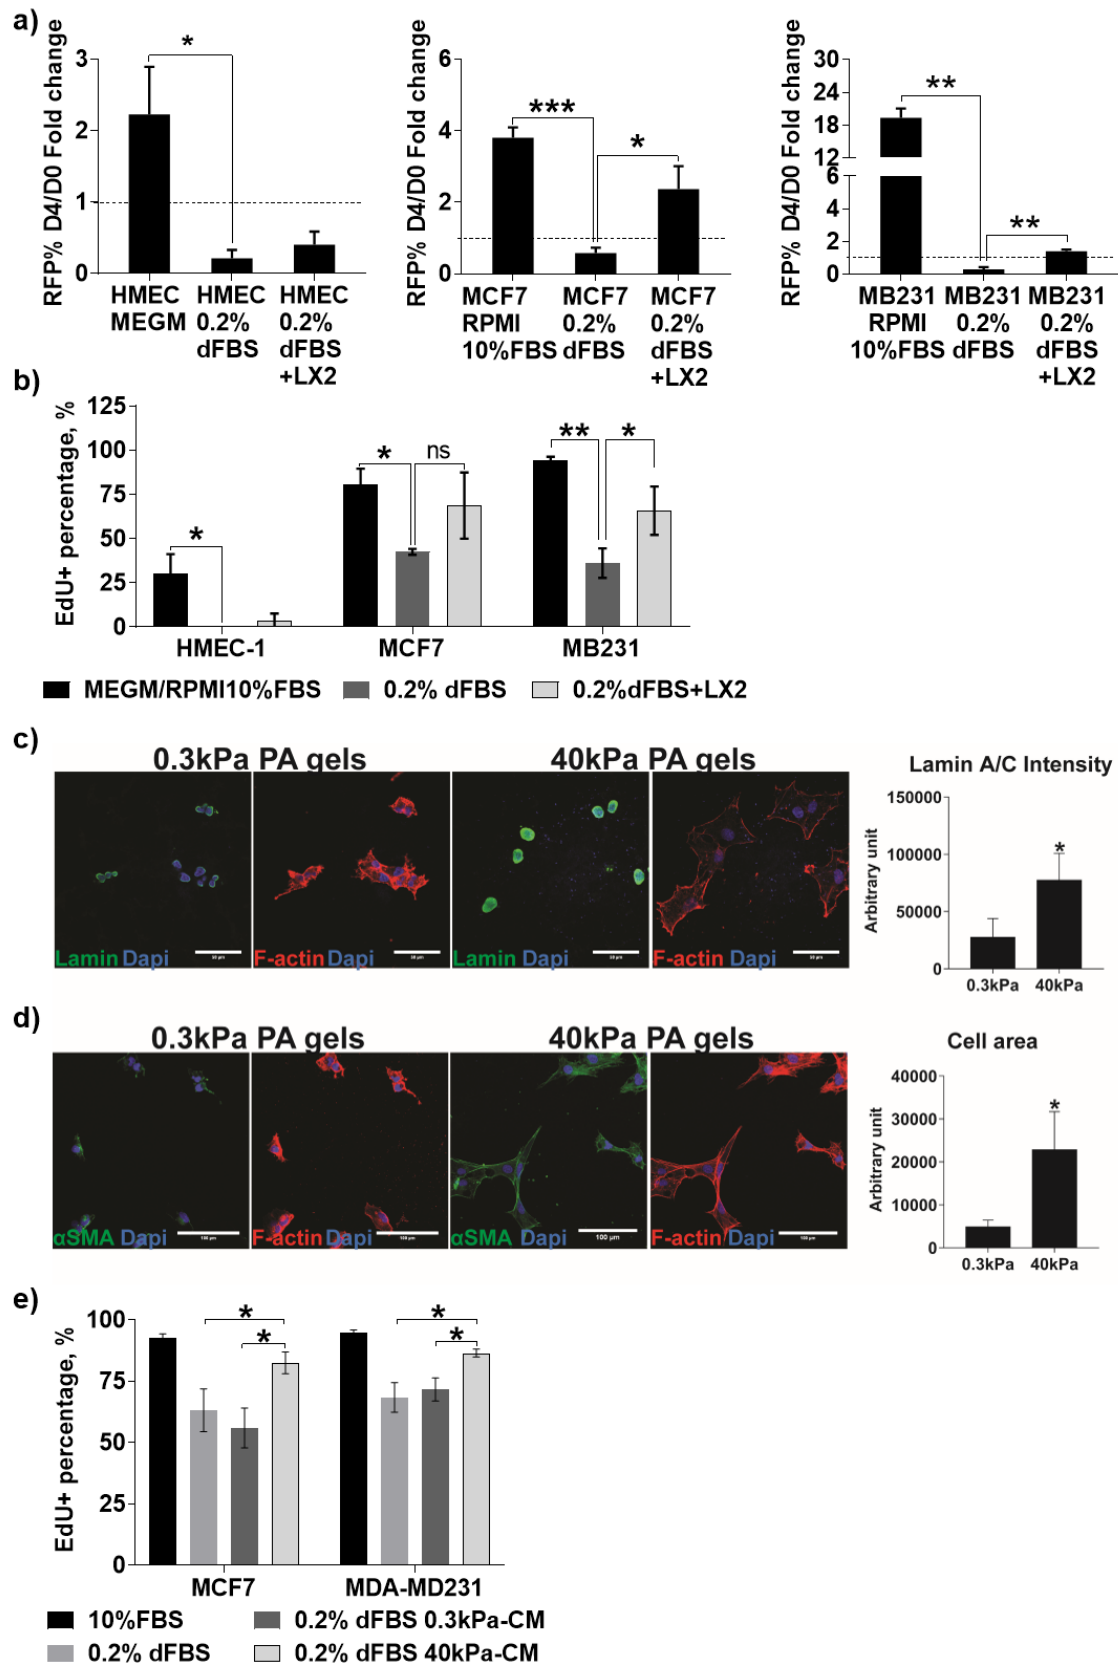 a)
RFP% D4/D0 Fold change
3
2
1
0
*
HMEC MEGM
HMEC 0.2% dFBS
HMEC 0.2% dFBS +LX2
RFP% D4/D0 Fold change
6
4
2
0
***
*
MCF7 RPMI 10%FBS
MCF7 0.2% dFBS
MCF7 0.2% dFBS +LX2
RFP% D4/D0 Fold change
30
24
18
12
6
4
2
0
**
**
MB231 RPMI 10%FBS
MB231 0.2% dFBS
MB231 0.2% dFBS +LX2
b)
EdU+ percentage, %
125
100
75
50
25
0
*
*
ns
**
*
HMEC-1
MCF7
MB231
MEGM/RPMI10%FBS
0.2% dFBS
0.2%dFBS+LX2
c)
0.3kPa PA gels
40kPa PA gels
Lamin Dapi
F-actin Dapi
Lamin Dapi
F-actin Dapi
Lamin A/C Intensity
Arbitrary unit
150000
100000
50000
0
*
0.3kPa
40kPa
d)
0.3kPa PA gels
40kPa PA gels
αSMA Dapi
F-actin Dapi
αSMA Dapi
100 µm
F-actin Dapi
Cell area
Arbitrary unit
40000
30000
20000
10000
0
*
0.3kPa
40kPa
e)
EdU+ percentage, %
100
75
50
25
0
*
*
*
*
MCF7
MDA-MD231
10%FBS
0.2% dFBS 0.3kPa-CM
0.2% dFBS
0.2% dFBS 40kPa-CM